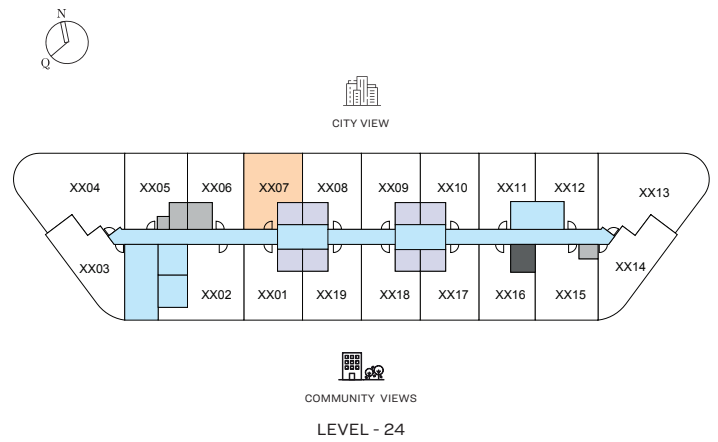 N
Q
CITY VIEW
XX04 XX05 XX06 XX07 XX08 XX09 XX10 XX11 XX12 XX13
XX03 XX14
XX02 XX01 XX19 XX18 XX17 XX16 XX15
COMMUNITY VIEWS
LEVEL - 24